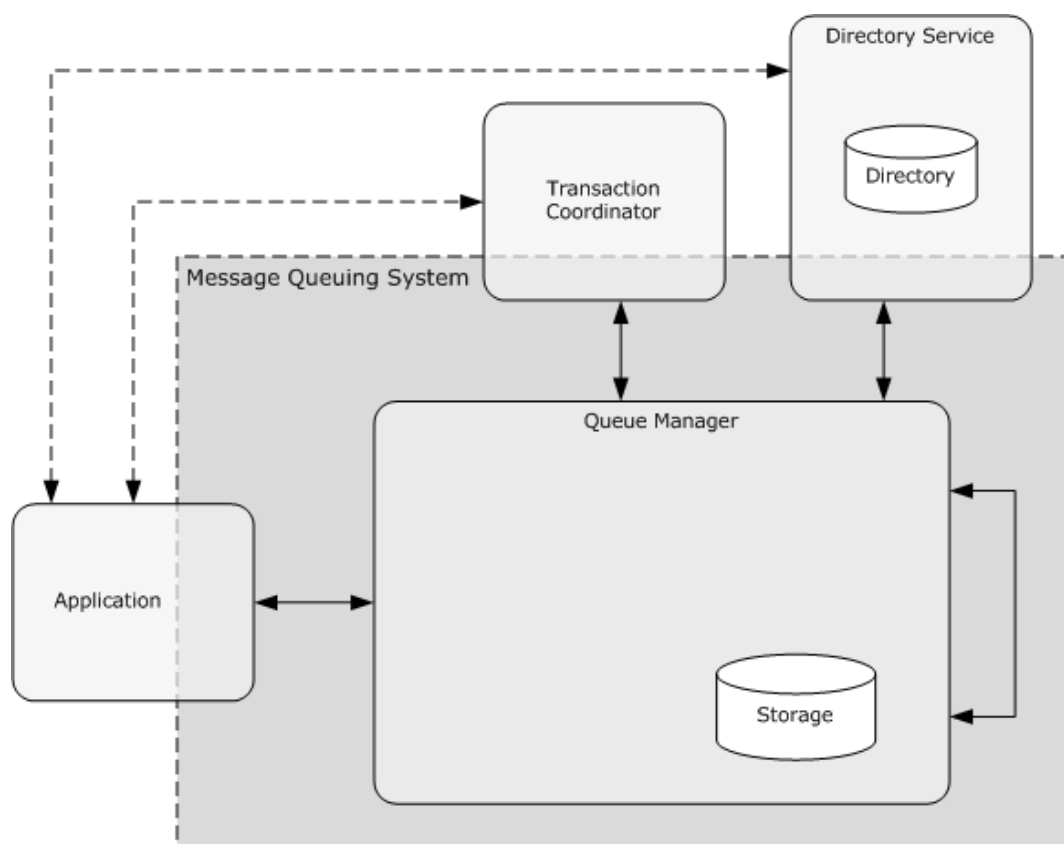 Directory Service
Directory
Transaction
Coordinator
Message Queuing System
Queue Manager
Application
Storage